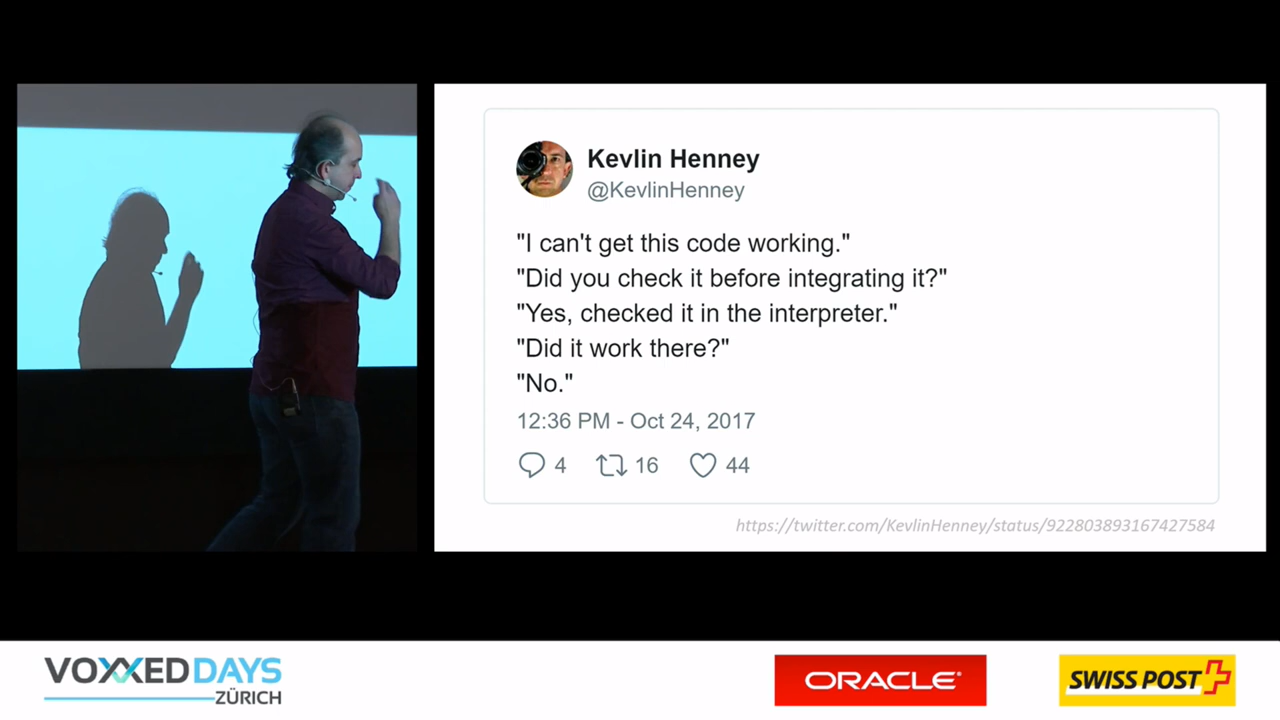 Kevlin Henney
@KevlinHenney
"I can't get this code working."
"Did you check it before integrating it?"
"Yes, checked it in the interpreter."
"Did it work there?"
"No."
12:36 PM - Oct 24, 2017
4 16 44
https://twitter.com/KevlinHenney/status/922803893167427584
VOXXED DAYS
ZÜRICH
ORACLE®
SWISS POST